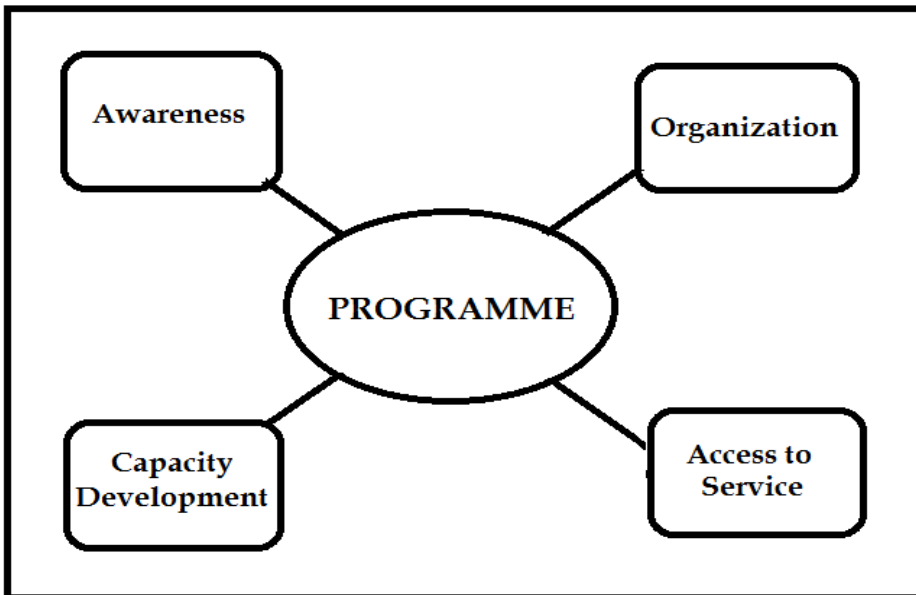 Awareness
Organization
PROGRAMME
Capacity
Development
Access to
Service